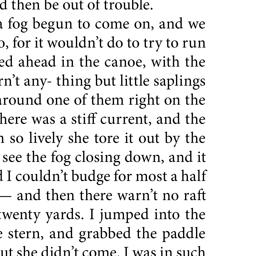 d then be out of trouble.
a fog begun to come on, and we
o, for it wouldn't do to try to run
ed ahead in the canoe, with the
rn't any- thing but little saplings
around one of them right on the
here was a stiff current, and the
n so lively she tore it out by the
see the fog closing down, and it
d I couldn't budge for most a half
— and then there warn't no raft
twenty yards. I jumped into the
e stern, and grabbed the paddle
ut she didn't come. I was in such